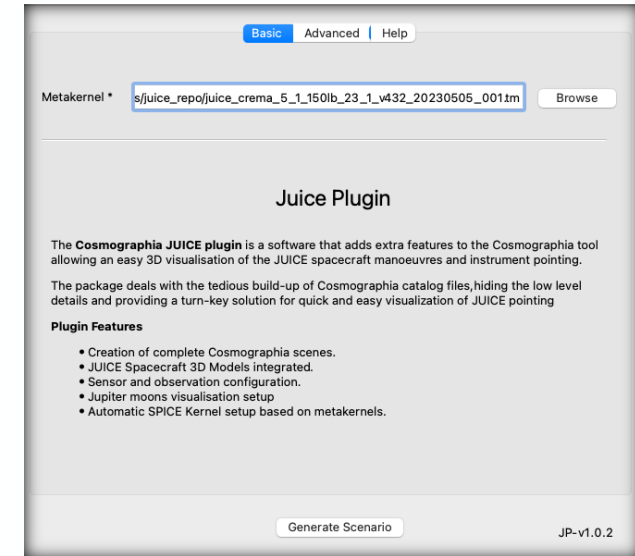 Basic Advanced Help
Metakernel * s/juice_repo/juice_crema_5_1_150lb_23_1_v432_20230505_001.tm Browse
Juice Plugin
The Cosmographia JUICE plugin is a software that adds extra features to the Cosmographia tool
allowing an easy 3D visualisation of the JUICE spacecraft manoeuvres and instrument pointing.
The package deals with the tedious build-up of Cosmographia catalog files,hiding the low level
details and providing a turn-key solution for quick and easy visualization of JUICE pointing
Plugin Features
• Creation of complete Cosmographia scenes.
• JUICE Spacecraft 3D Models integrated.
• Sensor and observation configuration.
• Jupiter moons visualisation setup
• Automatic SPICE Kernel setup based on metakernels.
Generate Scenario
JP-v1.0.2